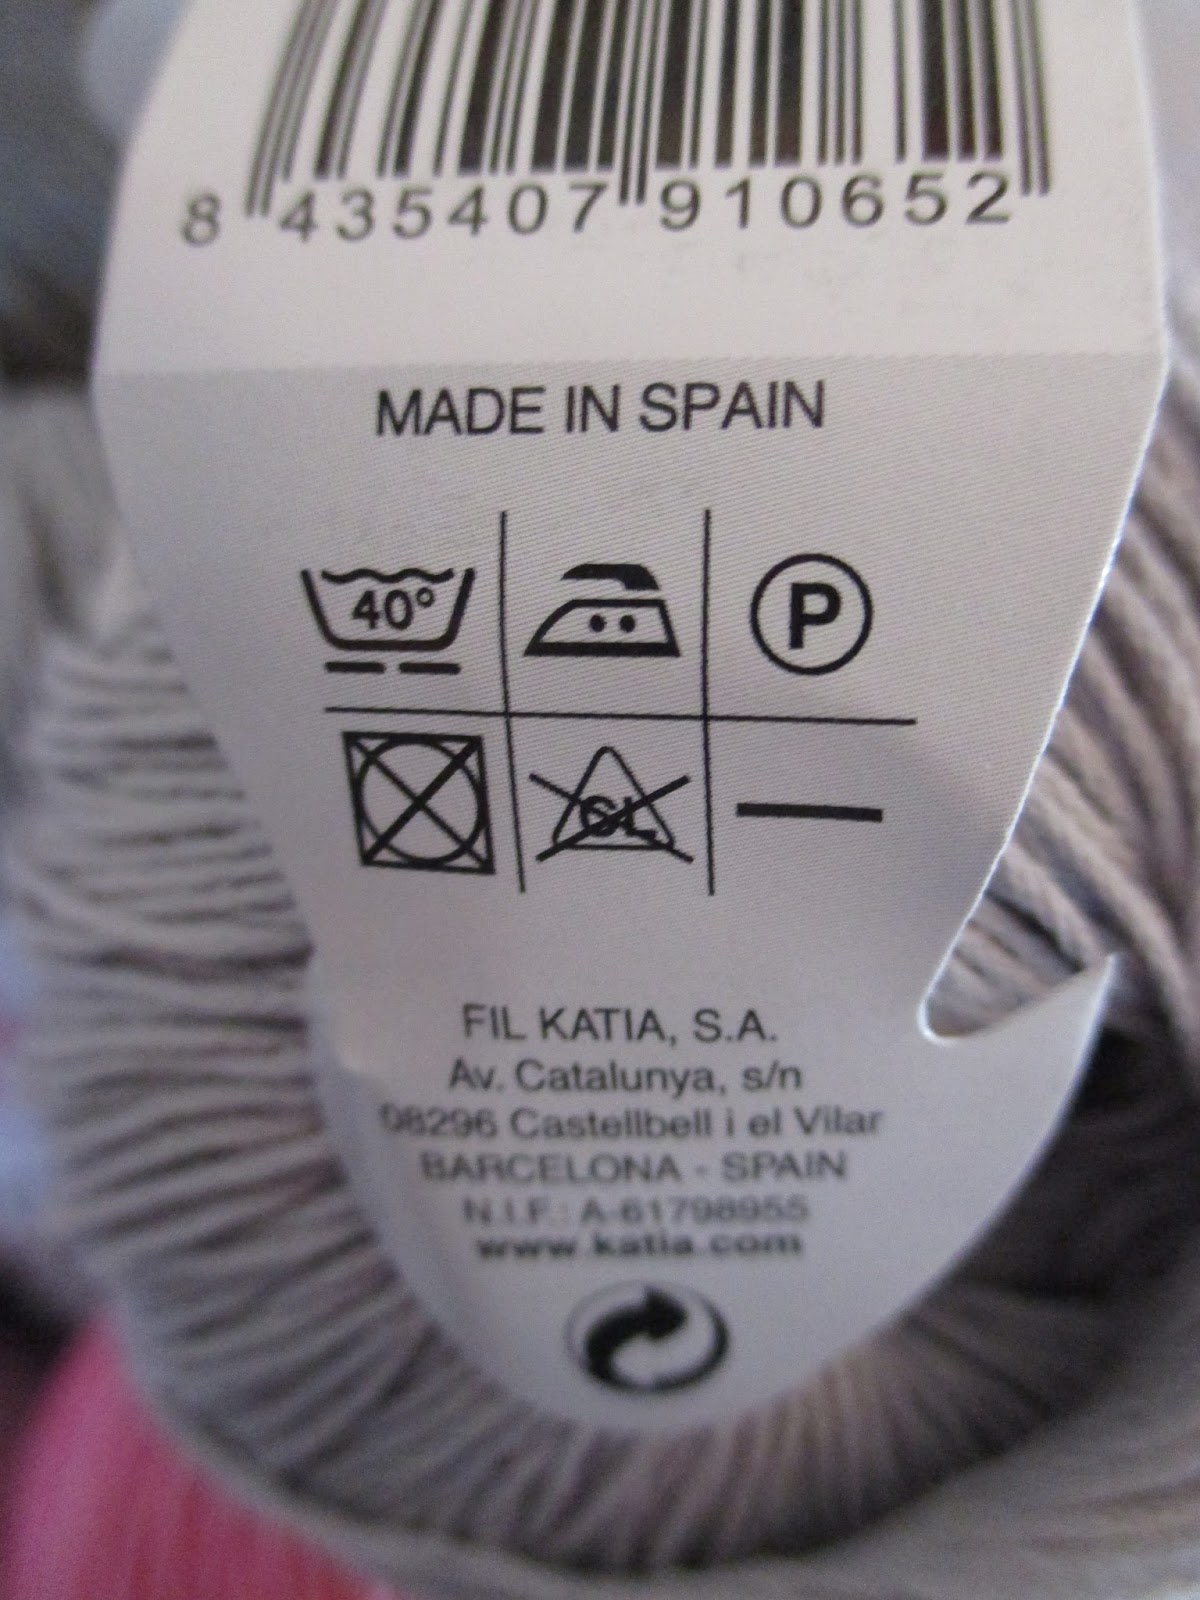 8 435407 910652
MADE IN SPAIN
40°
P
CL
FIL KATIA, S.A.
Av. Catalunya, s/n
08296 Castellbell i el Vilar
BARCELONA - SPAIN
N.I.F.: A-61798955
www.katia.com